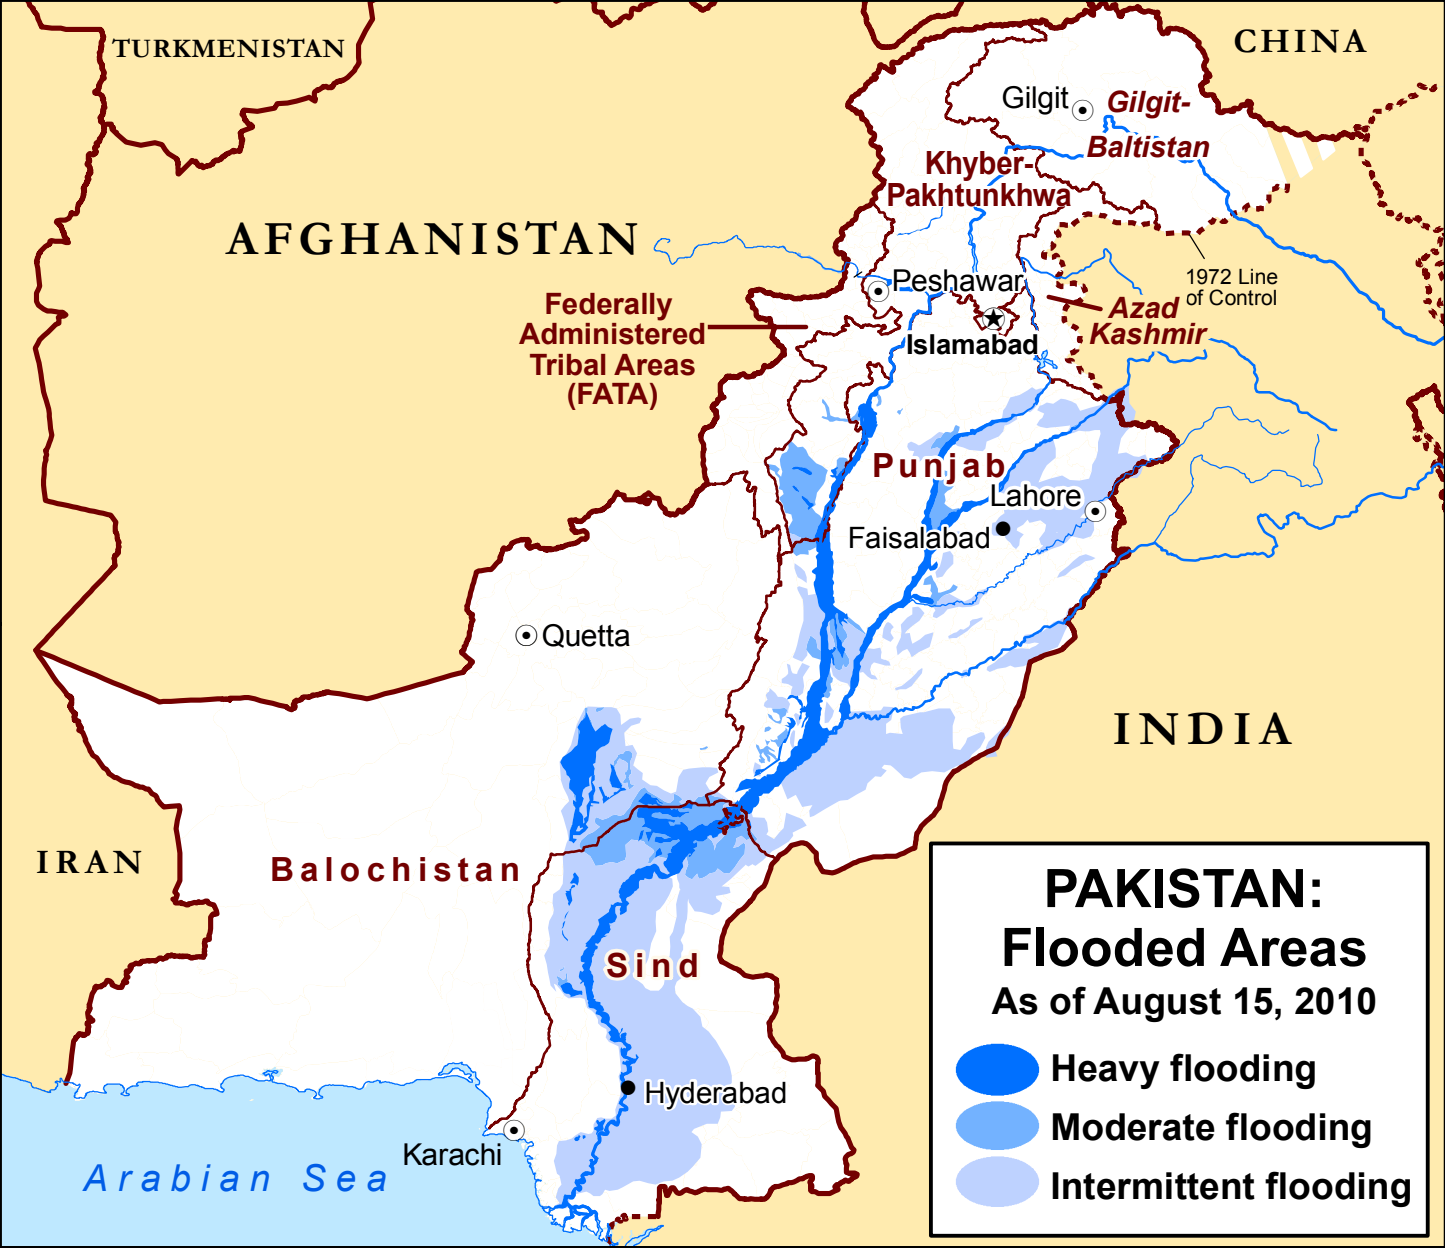 TURKMENISTAN
CHINA
Gilgit
Gilgit-
Baltistan
Khyber-
Pakhtunkhwa
AFGHANISTAN
Peshawar
1972 Line
of Control
Federally
Administered
Tribal Areas
(FATA)
Azad
Kashmir
Islamabad
Punjab
Lahore
Faisalabad
Quetta
INDIA
IRAN
Balochistan
Sind
Hyderabad
Karachi
Arabian Sea
PAKISTAN:
Flooded Areas
As of August 15, 2010
Heavy flooding
Moderate flooding
Intermittent flooding